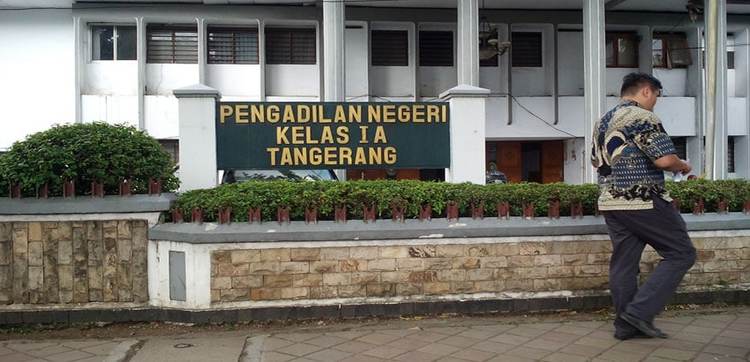 PENGADILAN NEGERI
KELAS I A
TANGERANG